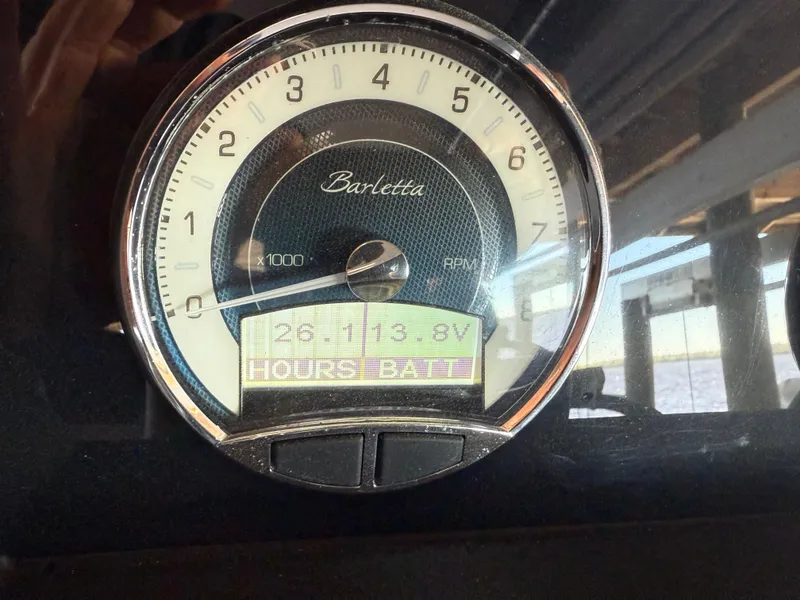 4
3
5
2
6
Barletta
1
7
x1000
RPM
0
8
26.1 13.8V
HOURS BATT